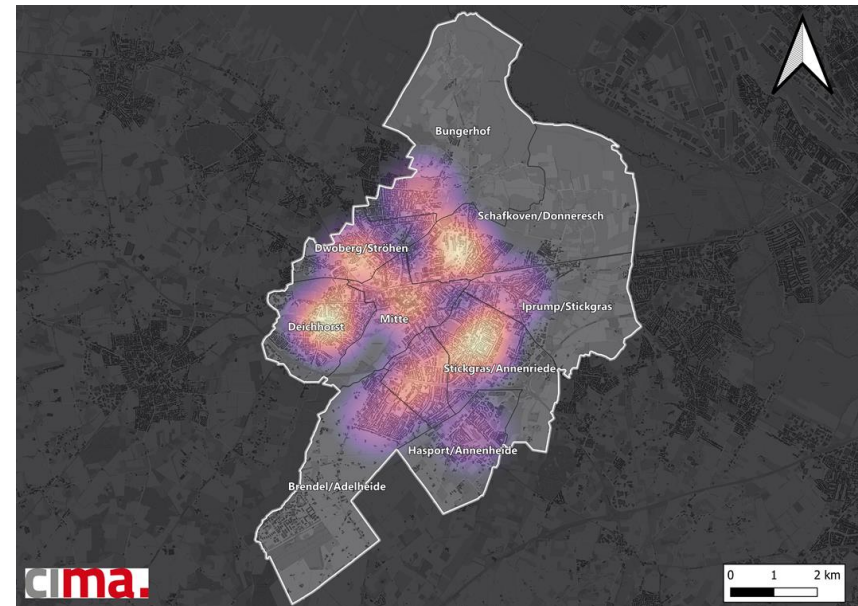 Bungerhof
Schafkoven/Donneresch
Dwoberg/Ströhen
Iprump/Stickgras
Deichhorst
Mitte
Stickgras/Annenriede
Hasport/Annenheide
Brendel/Adelheide
cima.
0 1 2 km